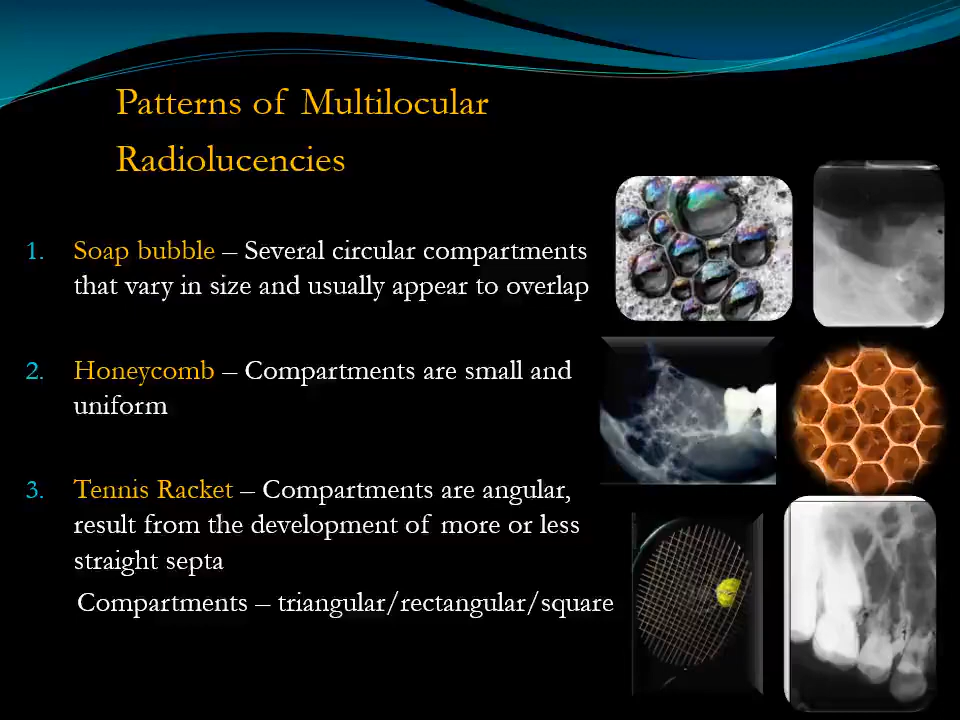 Patterns of Multilocular
Radiolucencies
1. Soap bubble – Several circular compartments
that vary in size and usually appear to overlap
2. Honeycomb – Compartments are small and
uniform
3. Tennis Racket – Compartments are angular,
result from the development of more or less
straight septa
Compartments – triangular/rectangular/square